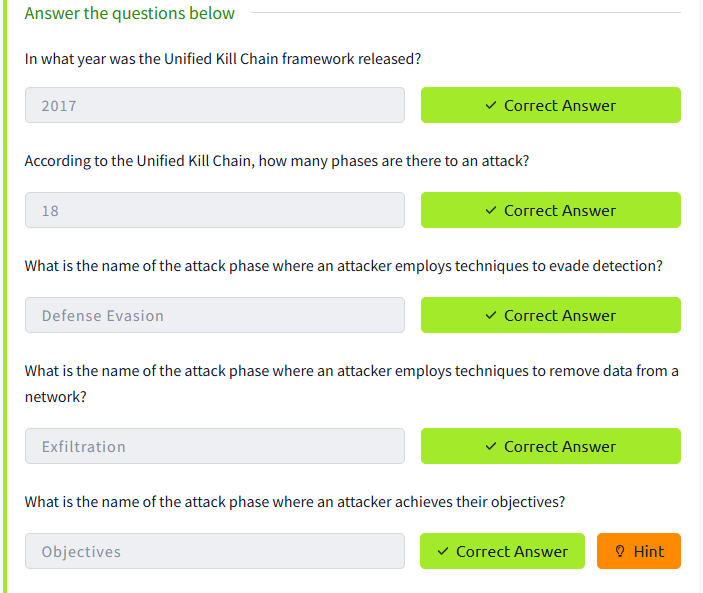 Answer the questions below
In what year was the Unified Kill Chain framework released?
2017
Correct Answer
According to the Unified Kill Chain, how many phases are there to an attack?
18
Correct Answer
What is the name of the attack phase where an attacker employs techniques to evade detection?
Defense Evasion
Correct Answer
What is the name of the attack phase where an attacker employs techniques to remove data from a
network?
Exfiltration
Correct Answer
What is the name of the attack phase where an attacker achieves their objectives?
Objectives
Correct Answer
Hint